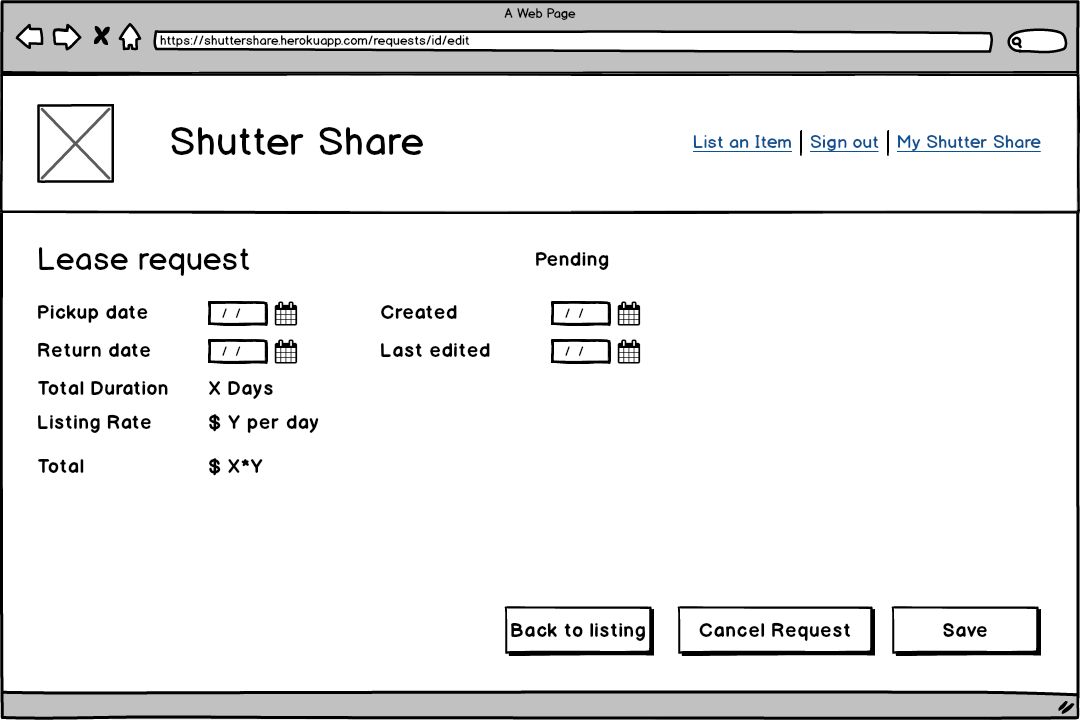 A Web Page
https://shuttershare.herokuapp.com/requests/id/edit
Shutter Share
List an Item | Sign out | My Shutter Share
Lease request
Pending
Pickup date / / Created / /
Return date / / Last edited / /
Total Duration X Days
Listing Rate $ Y per day
Total $ X*Y
Back to listing Cancel Request Save